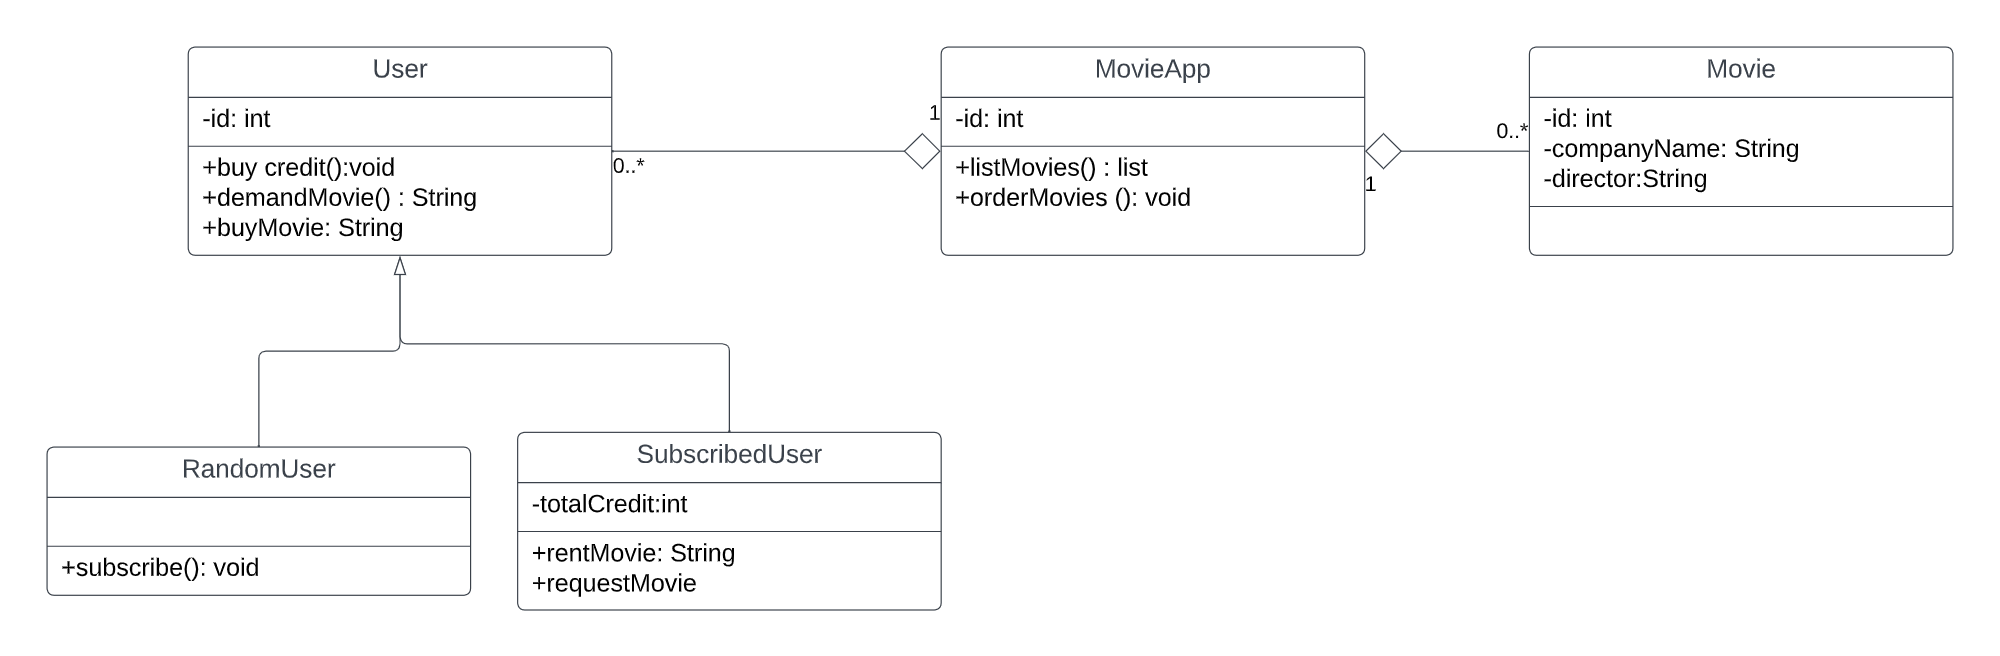 User
-id: int
+buy credit():void
+demandMovie() : String
+buyMovie: String
0..*
1
MovieApp
-id: int
+listMovies() : list
+orderMovies (): void
1
0..*
Movie
-id: int
-companyName: String
-director:String
RandomUser
+subscribe(): void
SubscribedUser
-totalCredit:int
+rentMovie: String
+requestMovie